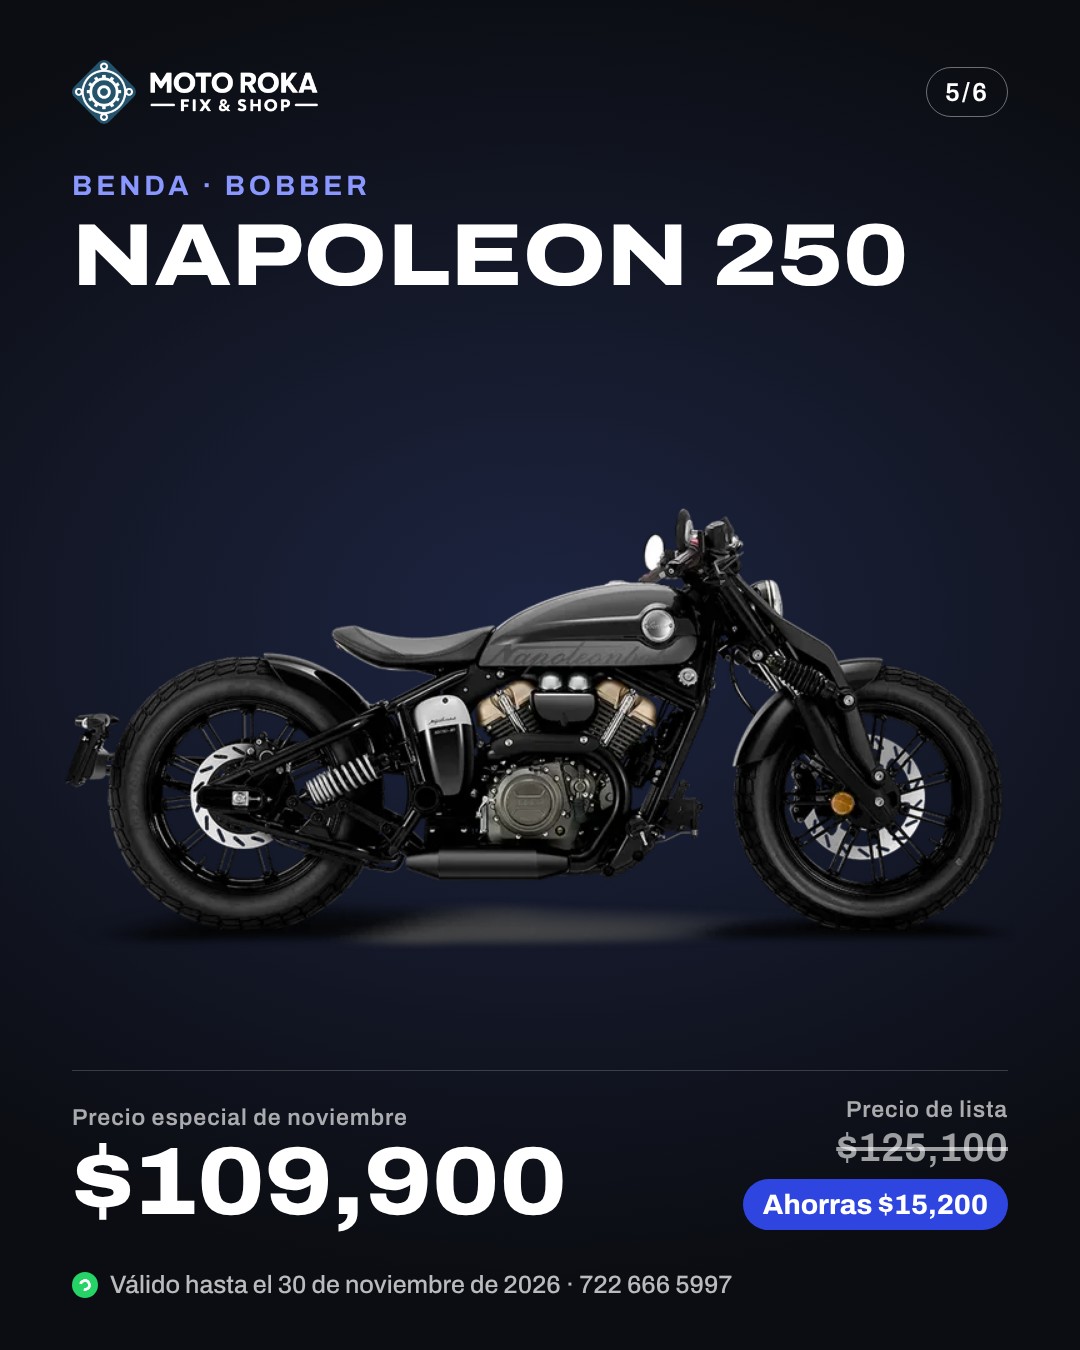 MOTO ROKA
FIX & SHOP
5/6
BENDA · BOBBER
NAPOLEON 250
Napoleon
Precio especial de noviembre
$109,900
Precio de lista
$125,100
Ahorras $15,200
Válido hasta el 30 de noviembre de 2026 · 722 666 5997